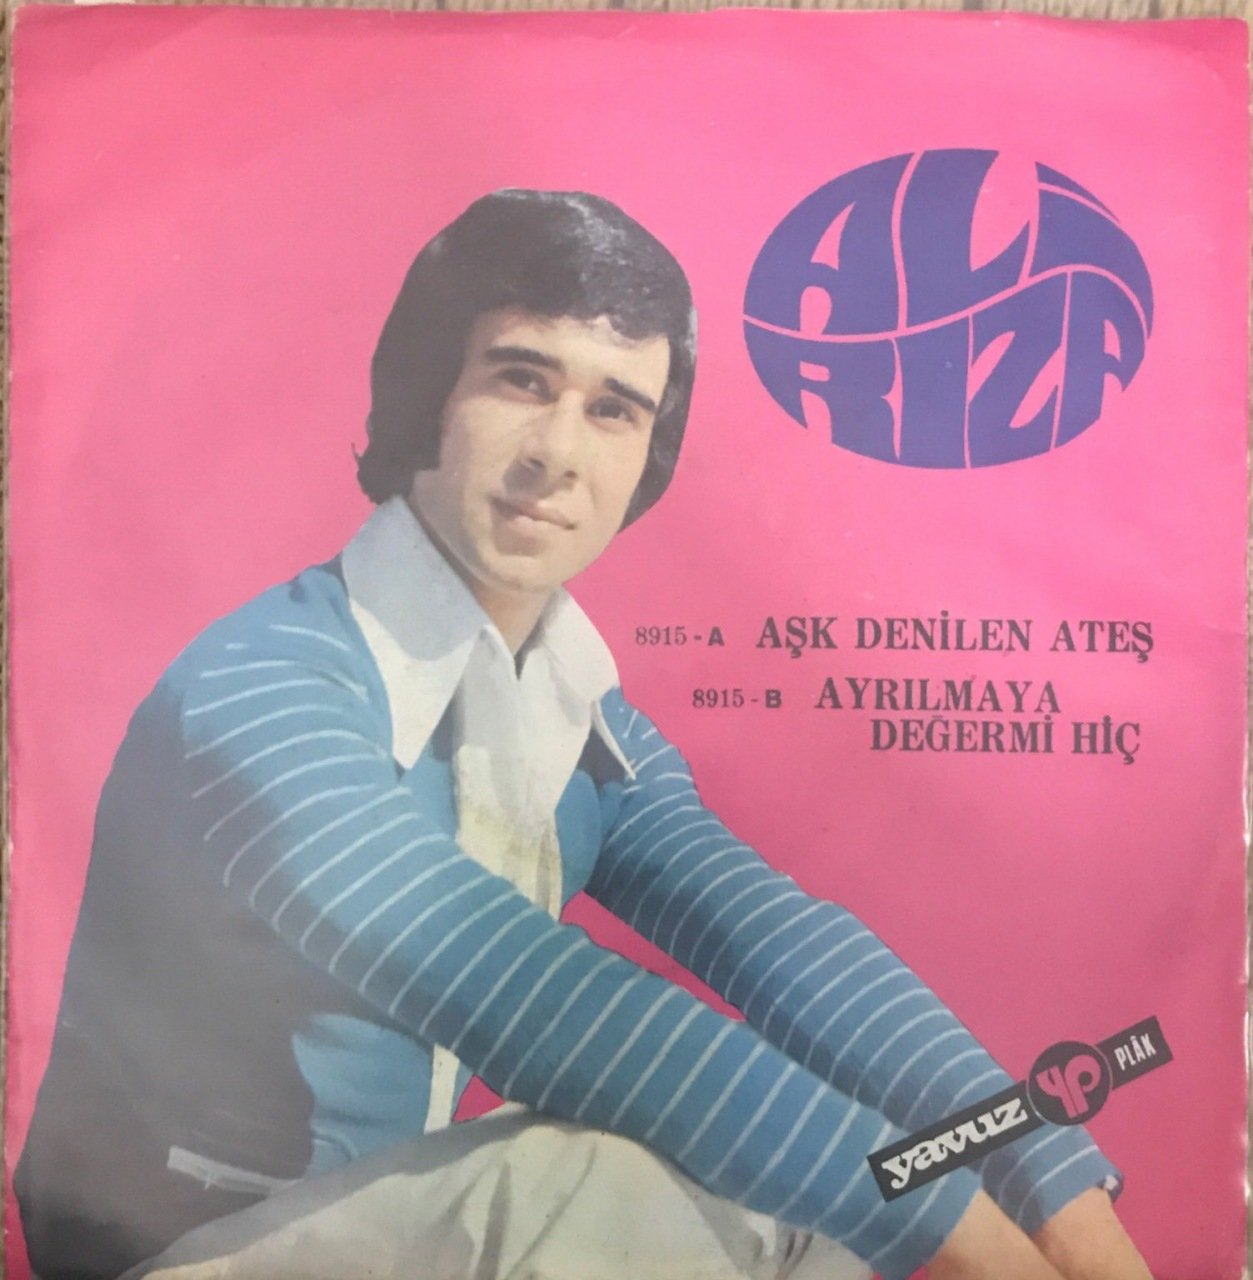 ALİ
RIZA
8915 - A AŞK DENİLEN ATEŞ
8915 - B AYRILMAYA
DEĞERMİ HİÇ
yavuz YP PLÂK